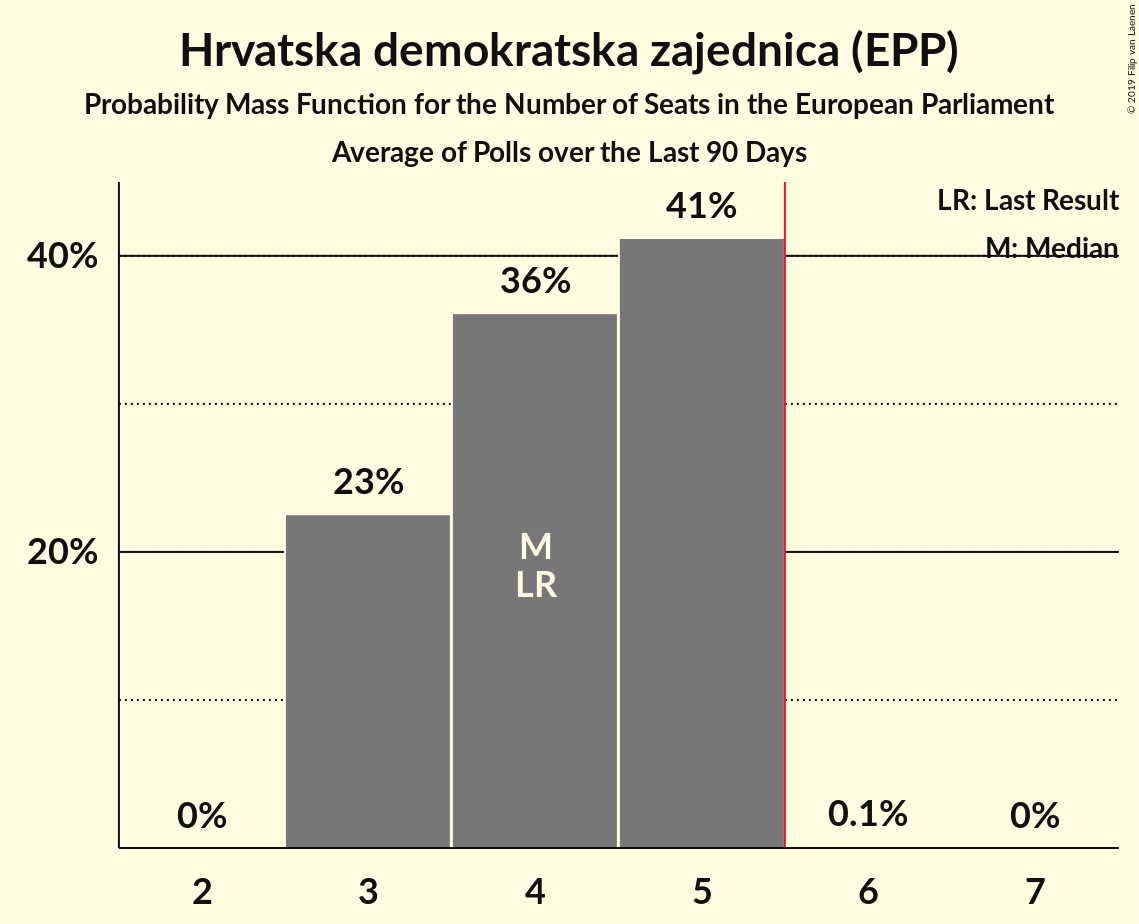 Hrvatska demokratska zajednica (EPP)
Probability Mass Function for the Number of Seats in the European Parliament
Average of Polls over the Last 90 Days
© 2019 Filip van Laenen
LR: Last Result
M: Median
40%
20%
0%
23%
36%
41%
0.1%
0%
M
LR
2
3
4
5
6
7